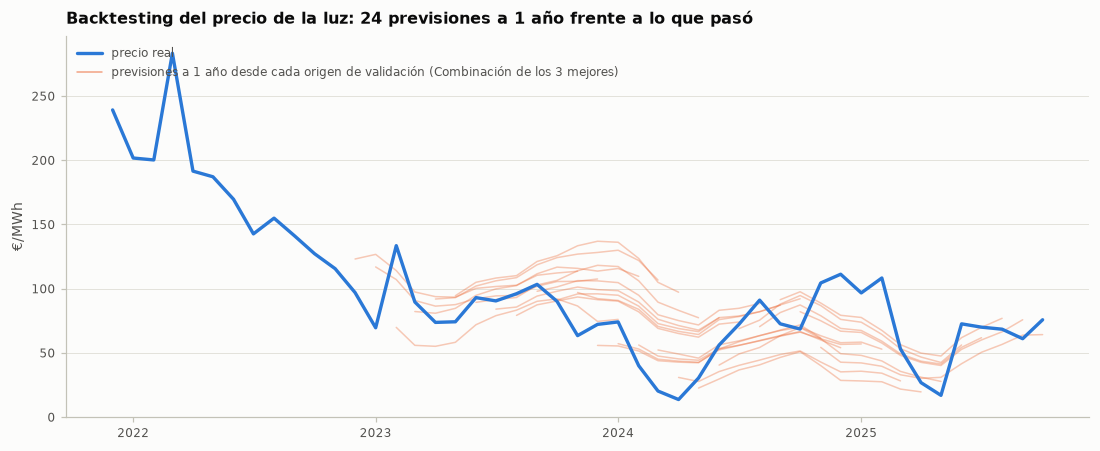 Backtesting del precio de la luz: 24 previsiones a 1 año frente a lo que pasó
precio real
previsiones a 1 año desde cada origen de validación (Combinación de los 3 mejores)
€/MWh
250
200
150
100
50
0
2022
2023
2024
2025